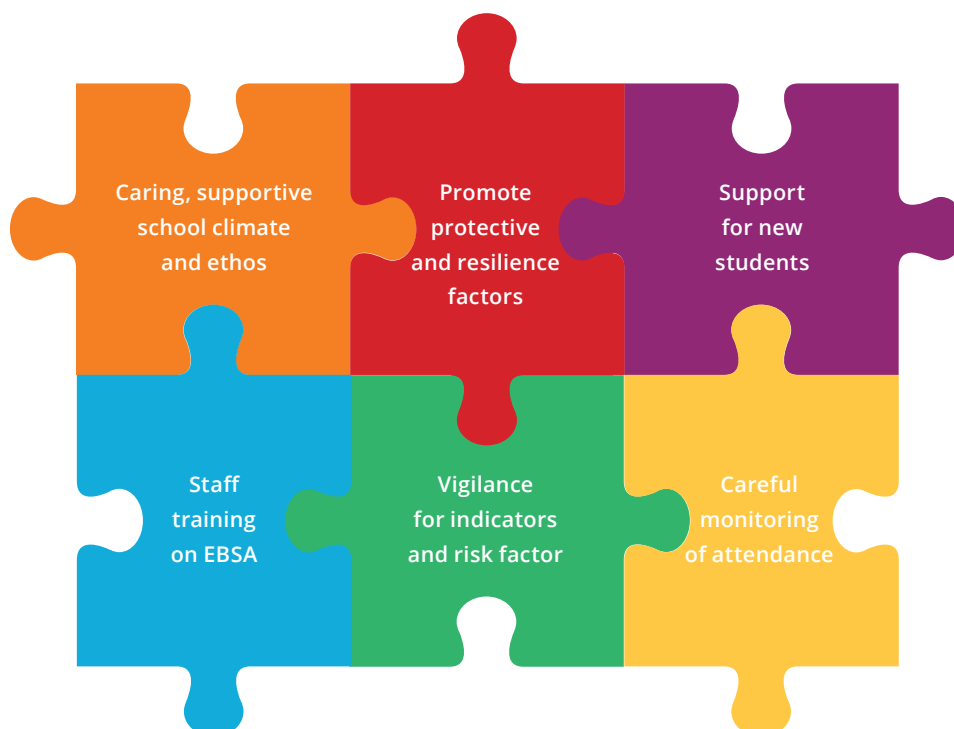 Caring, supportive
school climate
and ethos
Promote
protective
and resilience
factors
Support
for new
students
Staff
training
on EBSA
Vigilance
for indicators
and risk factor
Careful
monitoring
of attendance